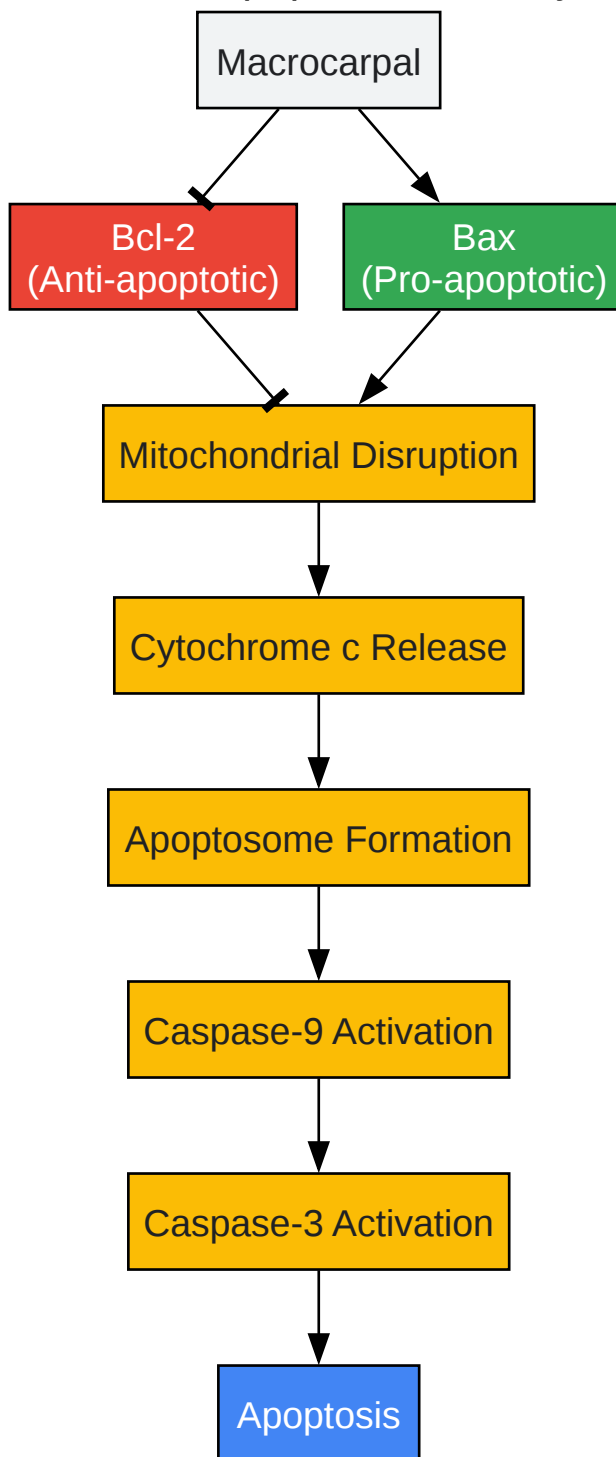 Macrocarpal
Bcl-2
(Anti-apoptotic)
Bax
(Pro-apoptotic)
Mitochondrial Disruption
Cytochrome c Release
Apoptosome Formation
Caspase-9 Activation
Caspase-3 Activation
Apoptosis